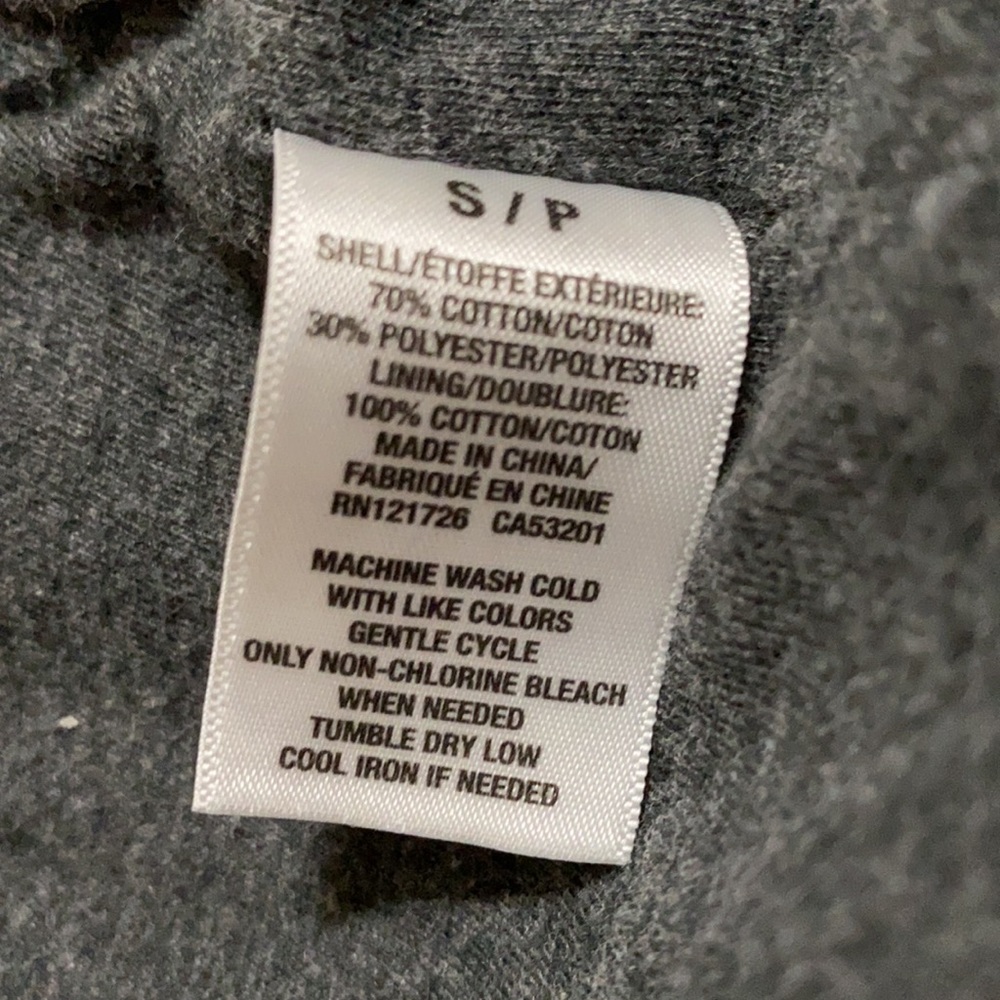 S / P
SHELL/ÉTOFFE EXTÉRIEURE:
70% COTTON/COTON
30% POLYESTER/POLYESTER
LINING/DOUBLURE:
100% COTTON/COTON
MADE IN CHINA/
FABRIQUÉ EN CHINE
RN121726 CA53201
MACHINE WASH COLD
WITH LIKE COLORS
GENTLE CYCLE
ONLY NON-CHLORINE BLEACH
WHEN NEEDED
TUMBLE DRY LOW
COOL IRON IF NEEDED